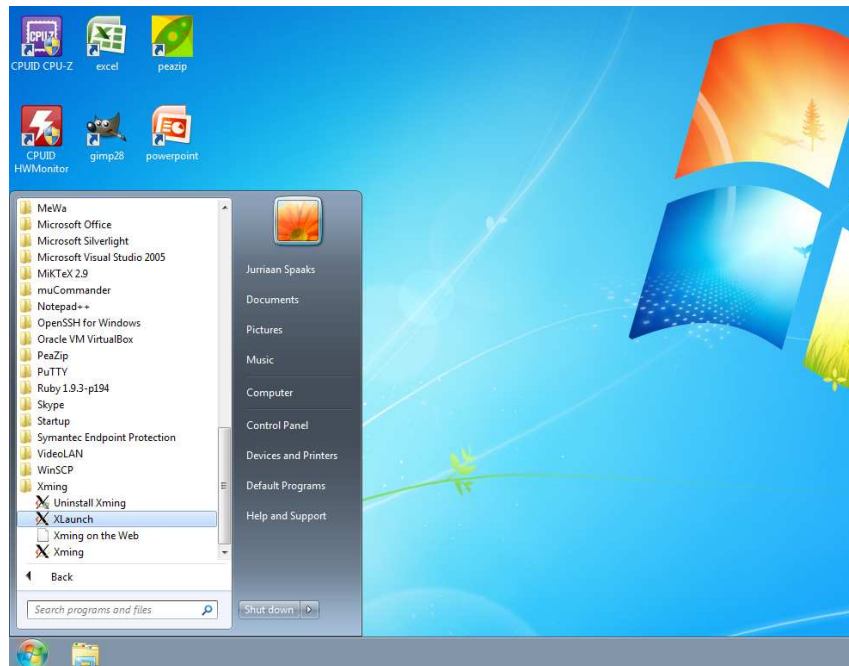 CPUID CPU-Z
excel
peazip
CPUID
HWMonitor
gimp28
powerpoint
MeWa
Microsoft Office
Microsoft Silverlight
Microsoft Visual Studio 2005
MiKTeX 2.9
muCommander
Notepad++
OpenSSH for Windows
Oracle VM VirtualBox
PeaZip
PuTTY
Ruby 1.9.3-p194
Skype
Startup
Symantec Endpoint Protection
VideoLAN
WinSCP
Xming
Uninstall Xming
XLaunch
Xming on the Web
Xming
Back
Search programs and files
Jurriaan Spaaks
Documents
Pictures
Music
Computer
Control Panel
Devices and Printers
Default Programs
Help and Support
Shut down